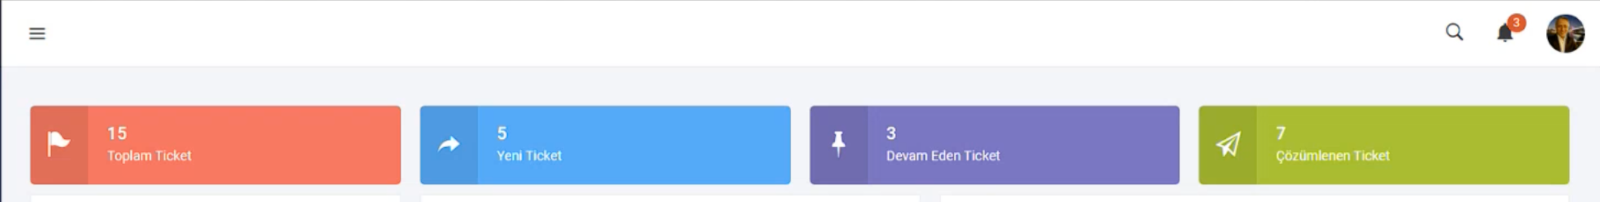 3
15
Toplam Ticket
5
Yeni Ticket
3
Devam Eden Ticket
7
Çözümlenen Ticket